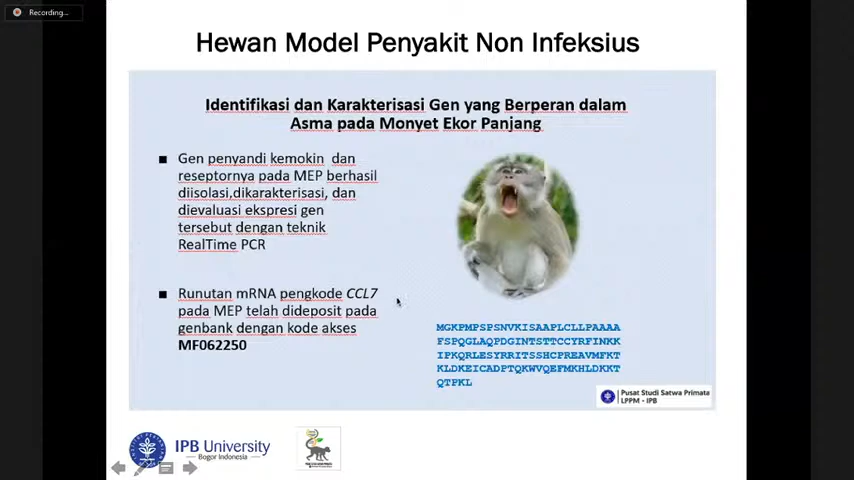 Recording...
Hewan Model Penyakit Non Infeksius
Identifikasi dan Karakterisasi Gen yang Berperan dalam
Asma pada Monyet Ekor Panjang
Gen penyandi kemokin dan
reseptornya pada MEP berhasil
diisolasi,dikarakterisasi, dan
dievaluasi ekspresi gen
tersebut dengan teknik
RealTime PCR
Runutan mRNA pengkode CCL7
pada MEP telah dideposit pada
genbank dengan kode akses
MF062250
MGKPMPSPSNVKISAAPLCLLPAAAA
FSPQGLAQPDGINTSTTCCYRFINKK
IPKQRLESYRRITSSHCPREAVMFKT
KLDKEICADPTQKWVQEFMKHLDKKT
QTPKL
Pusat Studi Satwa Primata
LPPM - IPB
IPB University
Bogor Indonesia